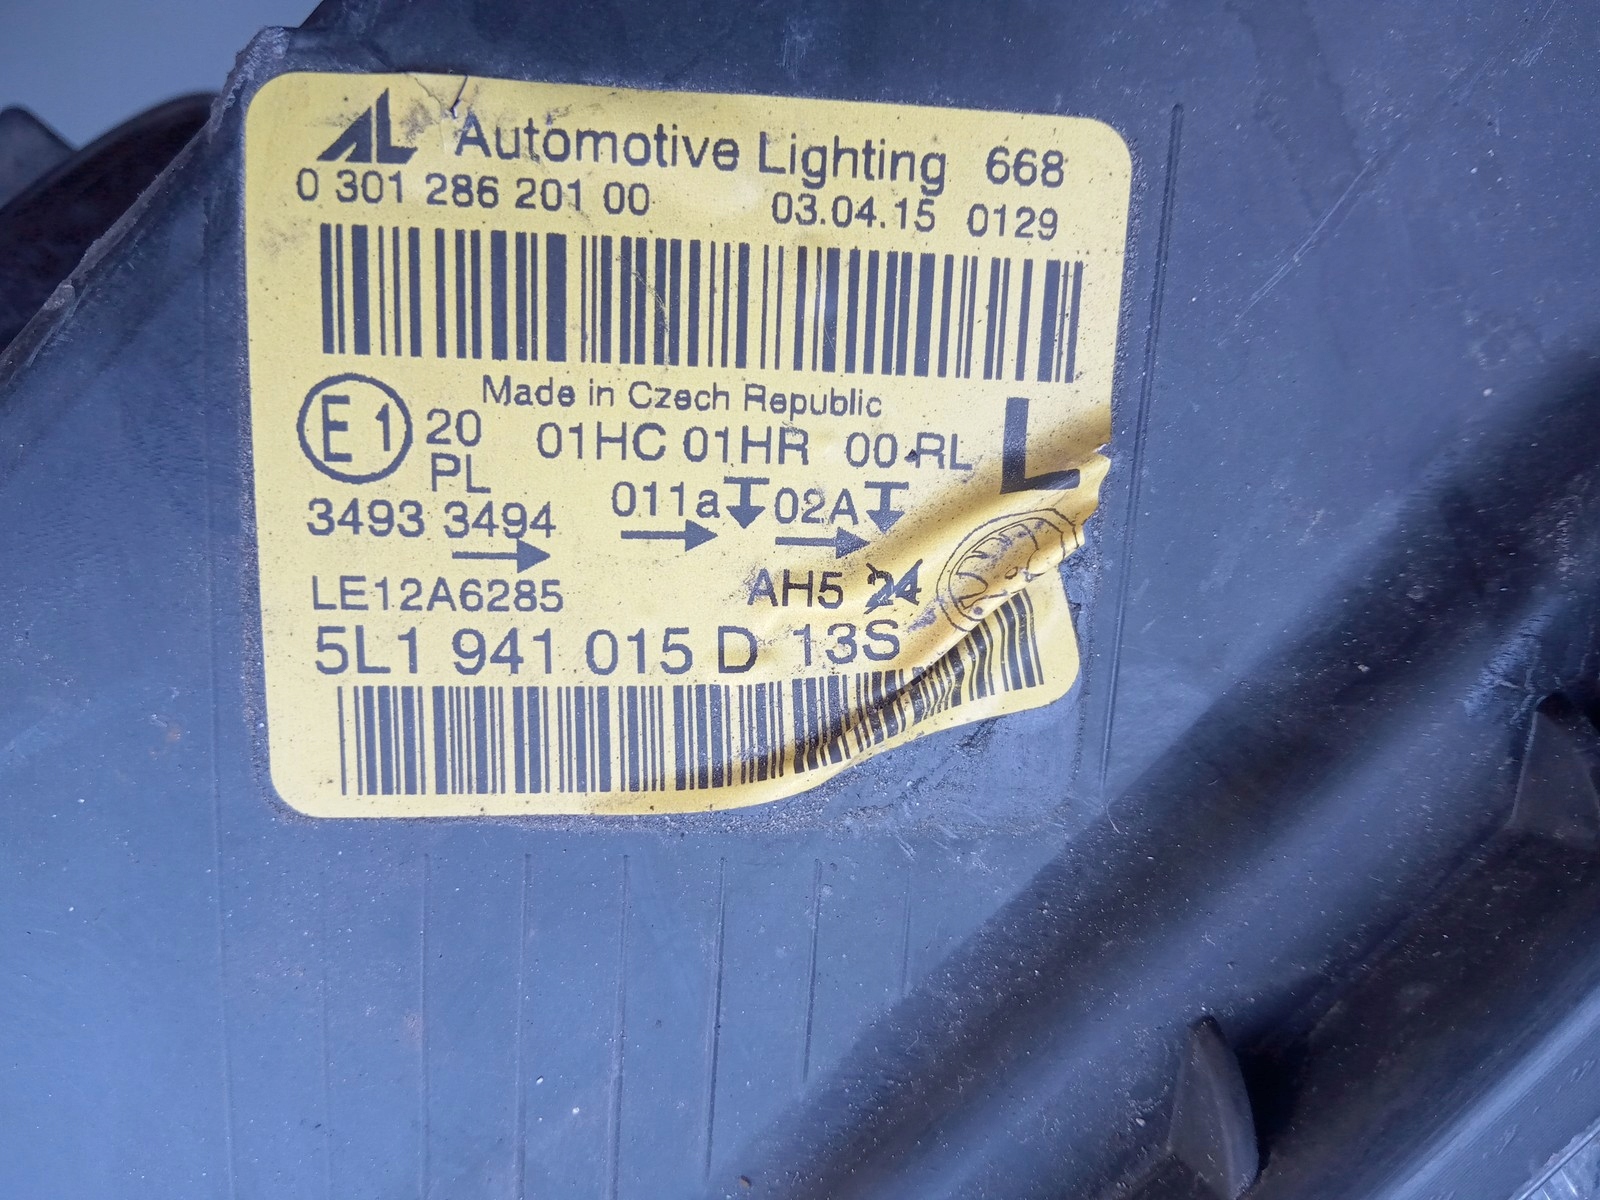 AL Automotive Lighting 668
0 301 286 201 00 03.04.15 0129
Made in Czech Republic
E1 20 01HC 01HR 00 RL L
PL
011a 02A
3493 3494
LE12A6285 AH5 24
5L1 941 015 D 13S